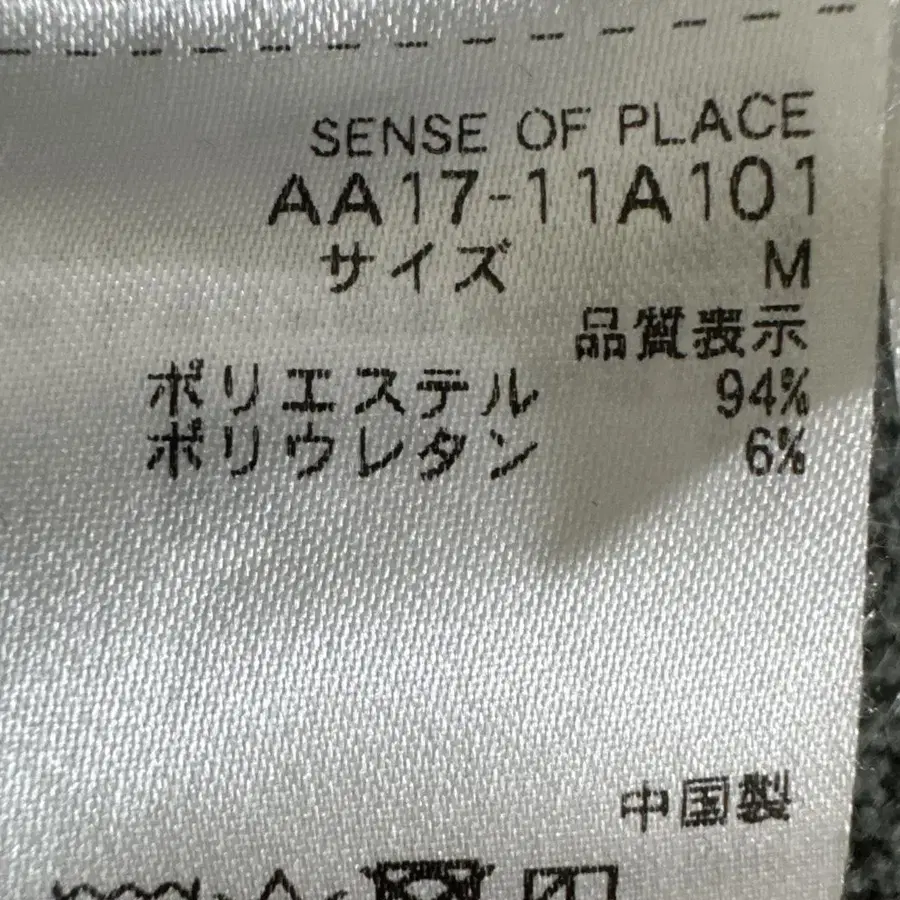 SENSE OF PLACE
AA17-11A101
サイズ M
品質表示
ポリエステル 94%
ポリウレタン 6%
中国製